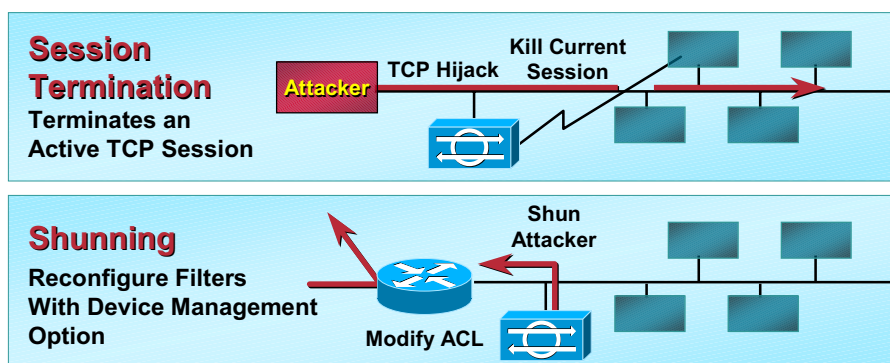 Session
Termination
Terminates an
Active TCP Session
Attacker
TCP Hijack
Kill Current
Session
Shunning
Reconfigure Filters
With Device Management
Option
Modify ACL
Shun
Attacker